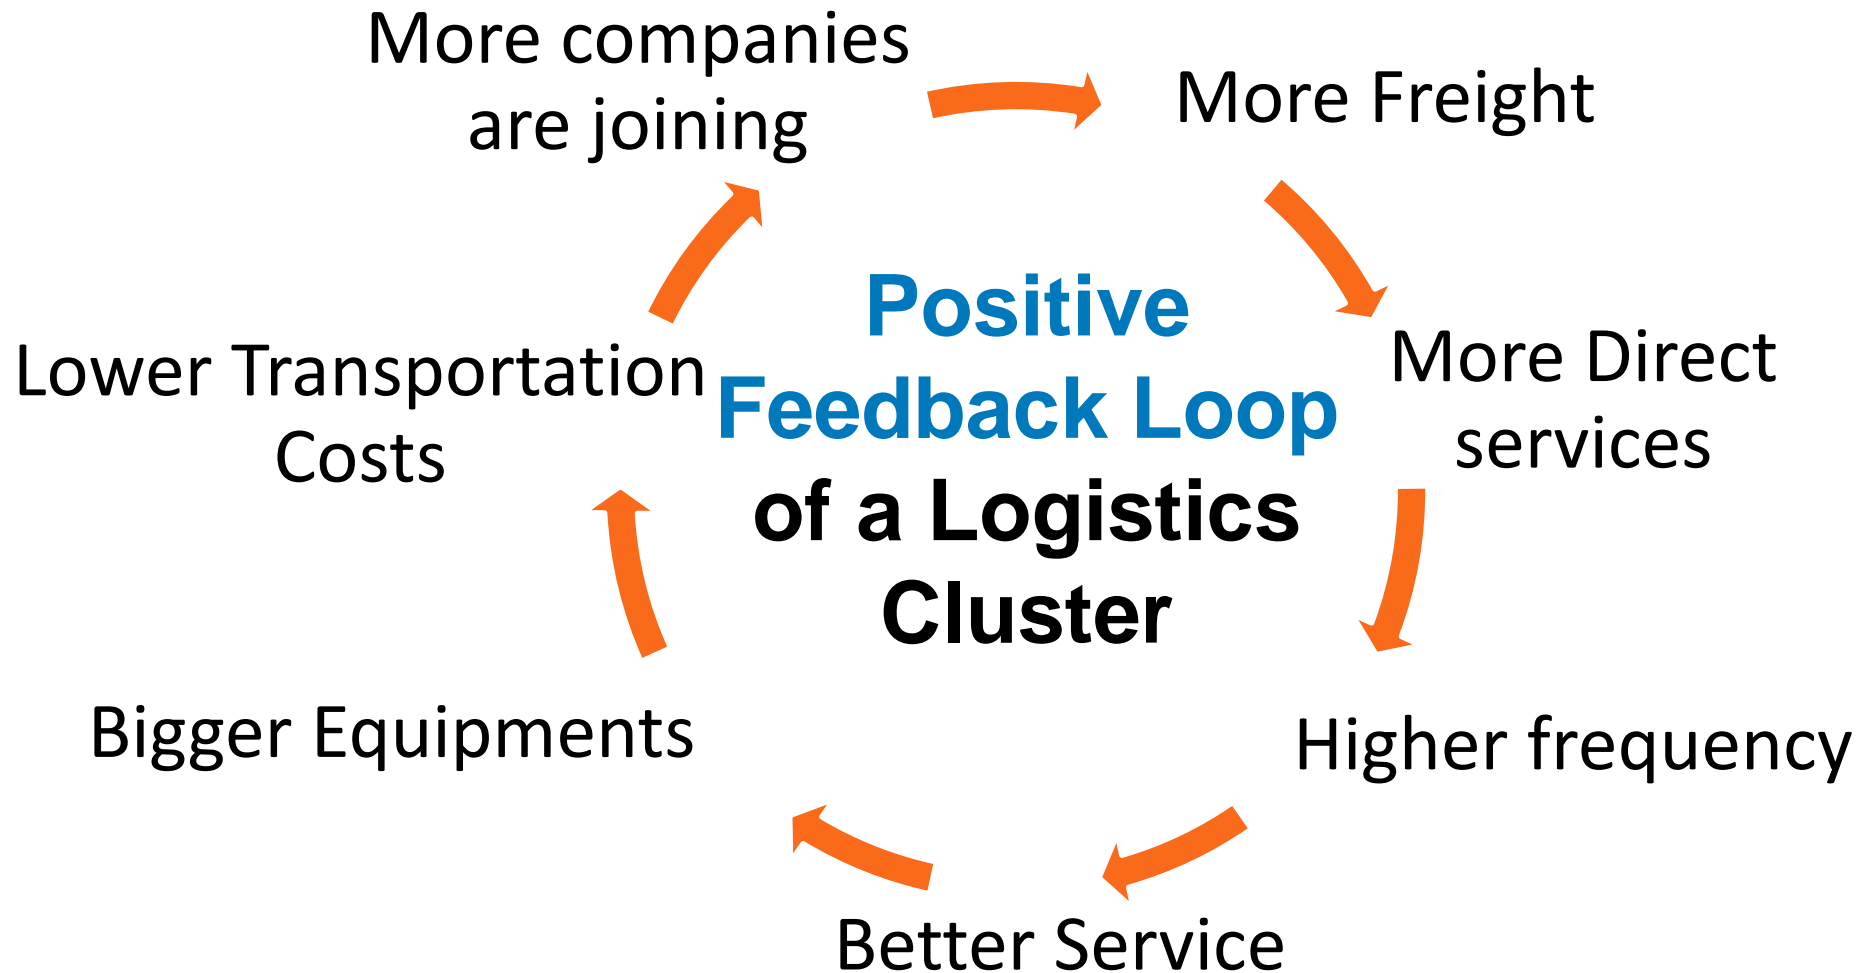 More companies
are joining
More Freight
More Direct
services
Higher frequency
Better Service
Bigger Equipments
Lower Transportation
Costs
Positive
Feedback Loop
of a Logistics
Cluster